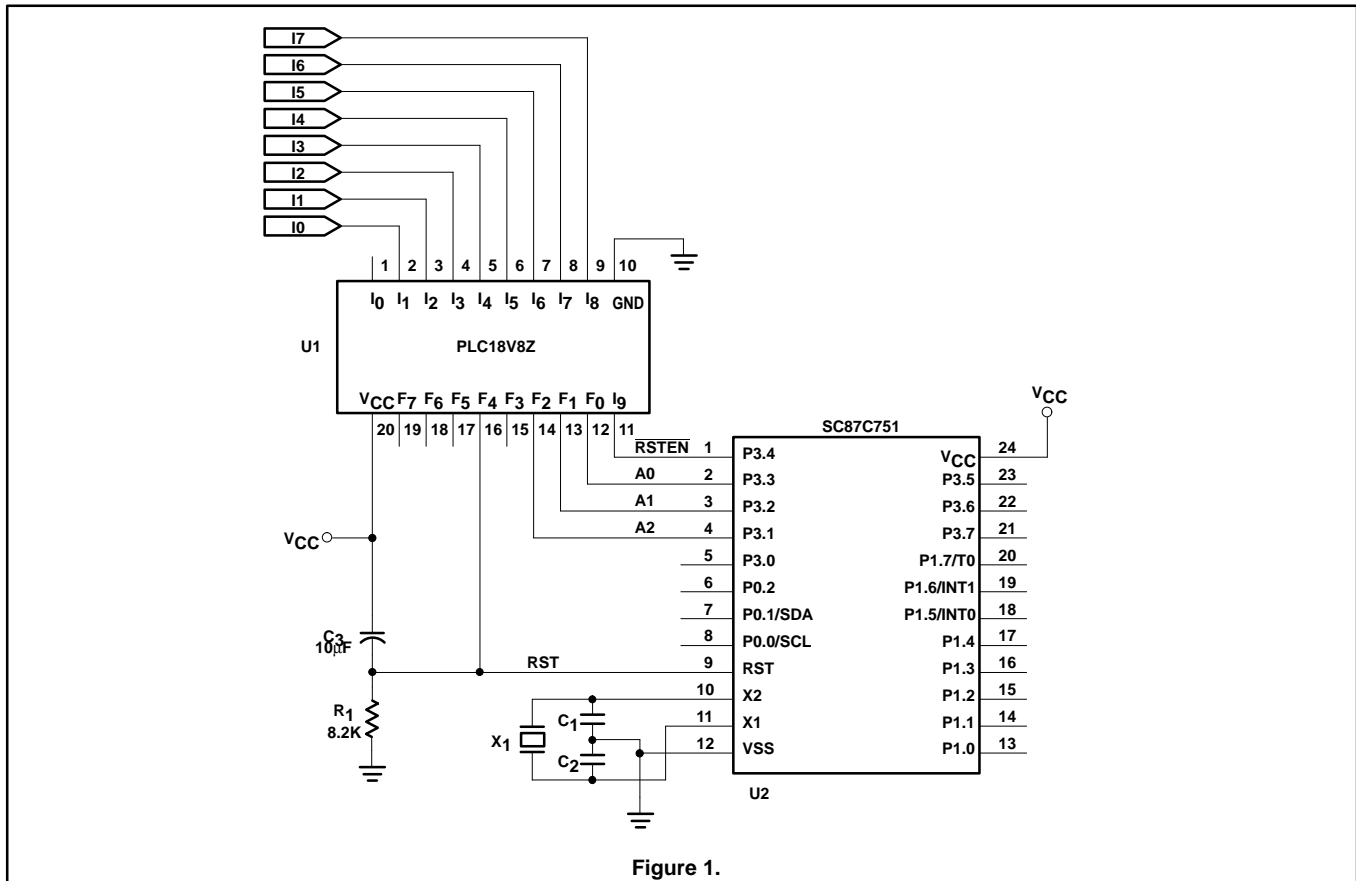 I7
I6
I5
I4
I3
I2
I1
I0
1 2 3 4 5 6 7 8 9 10
I0 I1 I2 I3 I4 I5 I6 I7 I8 GND
U1 PLC18V8Z
VCC F7 F6 F5 F4 F3 F2 F1 F0 I9
20 19 18 17 16 15 14 13 12 11
SC87C751
VCC
RSTEN 1 P3.4 VCC 24
A0 2 P3.3 P3.5 23
A1 3 P3.2 P3.6 22
A2 4 P3.1 P3.7 21
VCC
5 P3.0 P1.7/T0 20
6 P0.2 P1.6/INT1 19
7 P0.1/SDA P1.5/INT0 18
8 P0.0/SCL P1.4 17
C3
10µF
RST 9 RST P1.3 16
10 X2 P1.2 15
R1
8.2K
X1
C1
11 X1 P1.1 14
C2
12 VSS P1.0 13
U2
Figure 1.